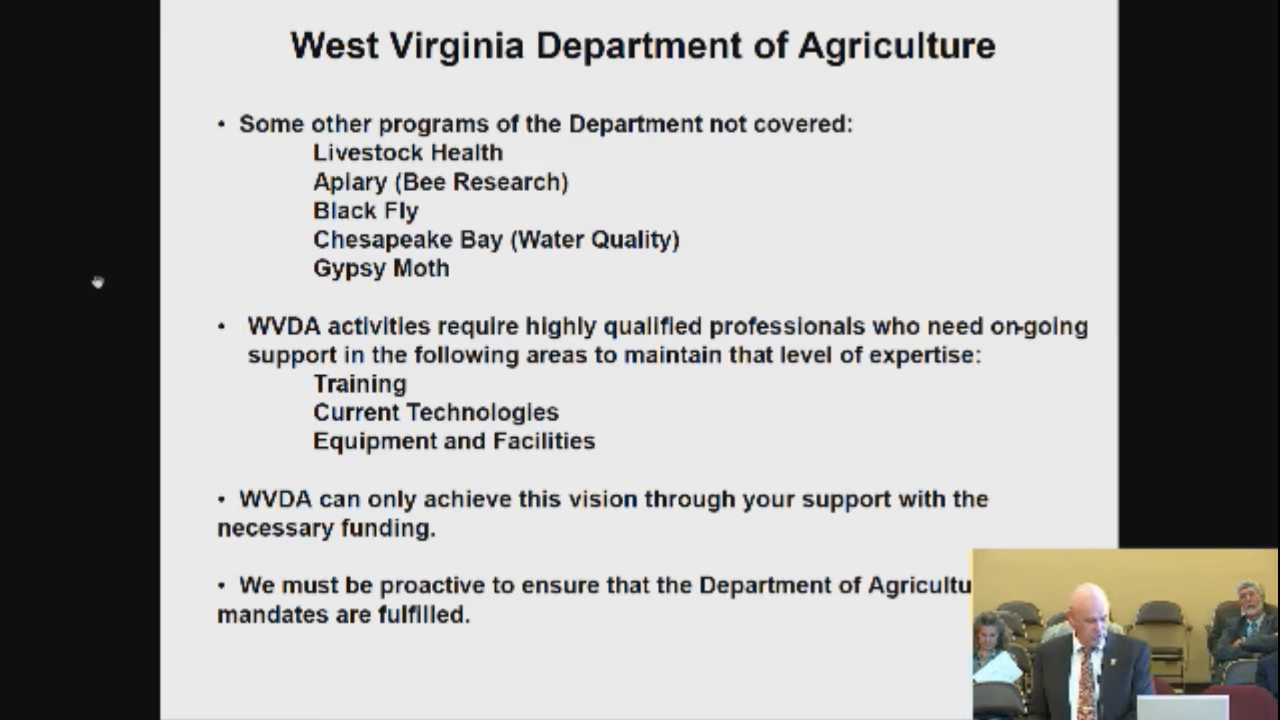 West Virginia Department of Agriculture
• Some other programs of the Department not covered:
Livestock Health
Apiary (Bee Research)
Black Fly
Chesapeake Bay (Water Quality)
Gypsy Moth
• WVDA activities require highly qualified professionals who need on-going
support in the following areas to maintain that level of expertise:
Training
Current Technologies
Equipment and Facilities
• WVDA can only achieve this vision through your support with the
necessary funding.
• We must be proactive to ensure that the Department of Agricultu
mandates are fulfilled.